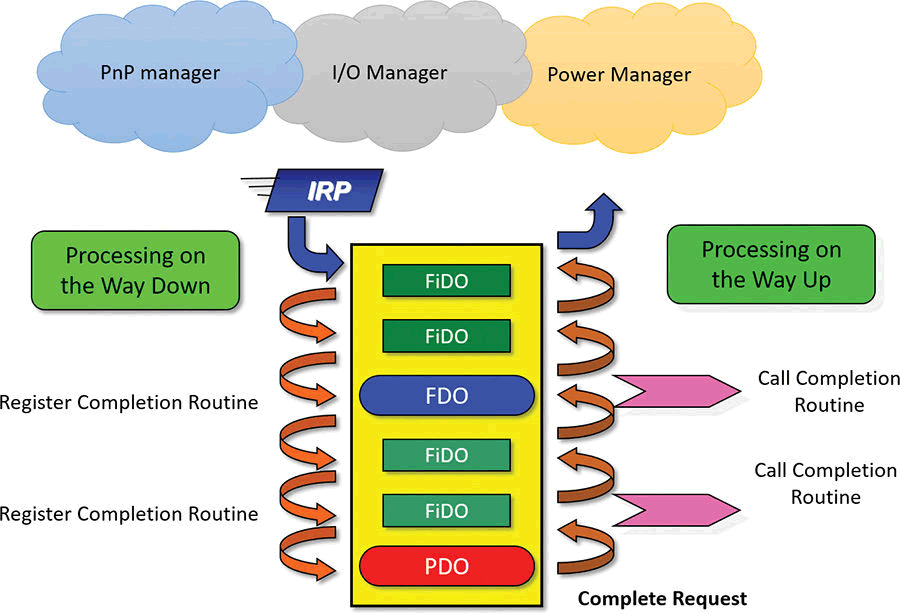 PnP manager
I/O Manager
Power Manager
IRP
Processing on
the Way Down
Processing on
the Way Up
FiDO
FiDO
FDO
FiDO
FiDO
PDO
Register Completion Routine
Register Completion Routine
Call Completion
Routine
Call Completion
Routine
Complete Request